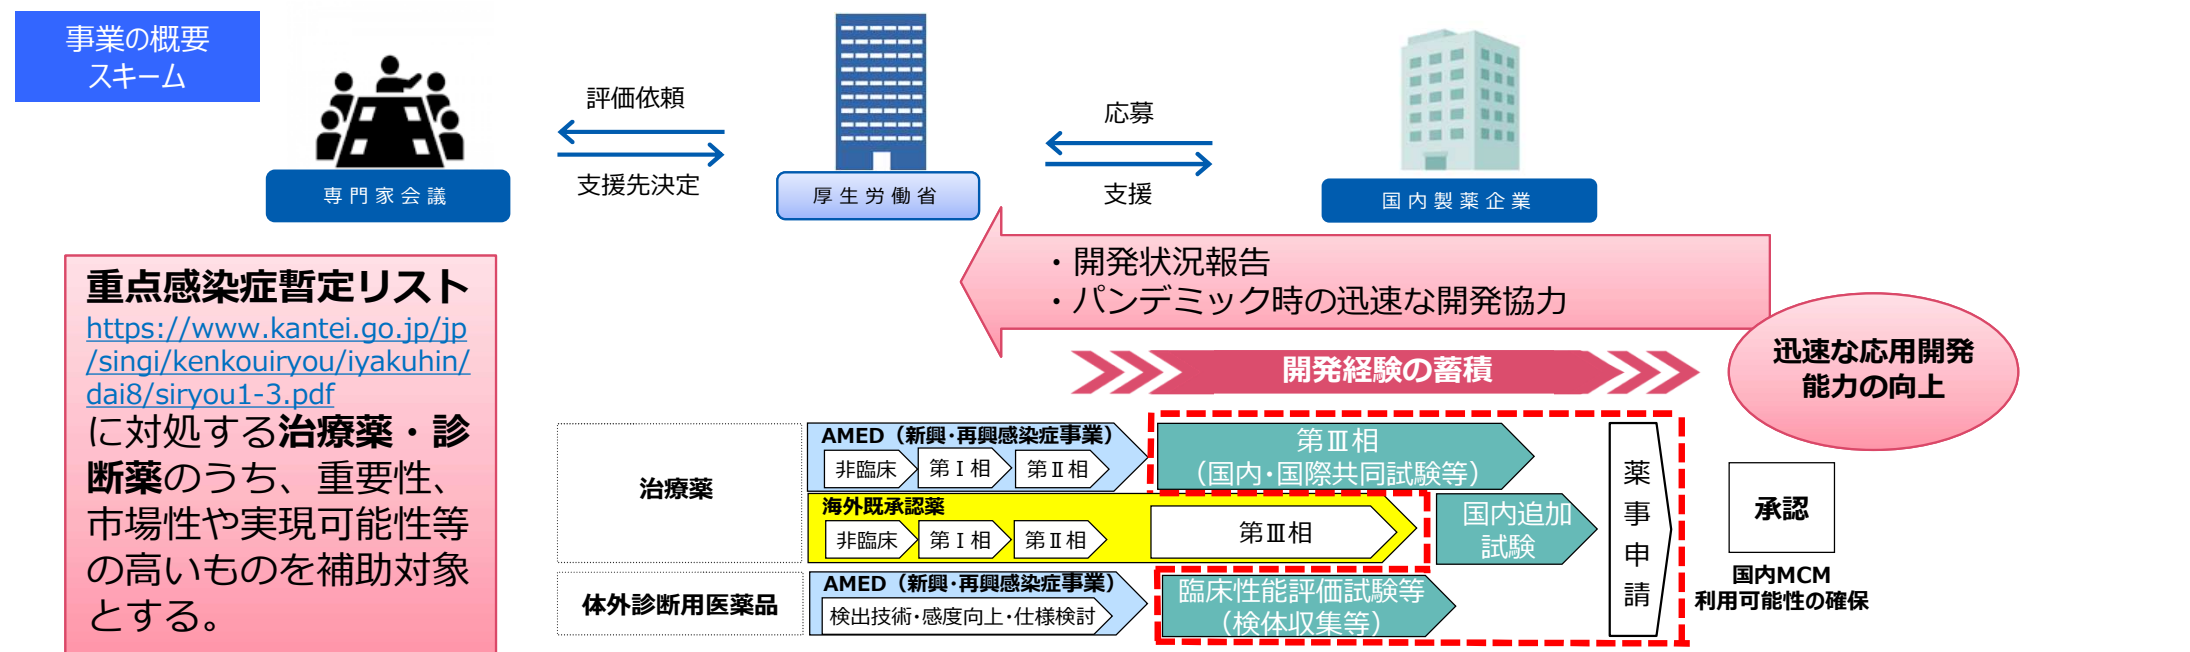 事業の概要
スキーム
評価依頼
支援先決定
応募
支援
専門家会議
厚生労働省
国内製薬企業
・開発状況報告
・パンデミック時の迅速な開発協力
重点感染症暫定リスト
https://www.kantei.go.jp/jp
/singi/kenkouiryou/iyakuhin/
dai8/siryou1-3.pdf
に対処する治療薬・診
断薬のうち、重要性、
市場性や実現可能性等
の高いものを補助対象
とする。
開発経験の蓄積
迅速な応用開発
能力の向上
治療薬
AMED（新興･再興感染症事業）
非臨床
第Ⅰ相
第Ⅱ相
第Ⅲ相
（国内･国際共同試験等）
海外既承認薬
非臨床
第Ⅰ相
第Ⅱ相
第Ⅲ相
国内追加
試験
体外診断用医薬品
AMED（新興･再興感染症事業）
検出技術･感度向上･仕様検討
臨床性能評価試験等
（検体収集等）
薬事申請
承認
国内MCM
利用可能性の確保